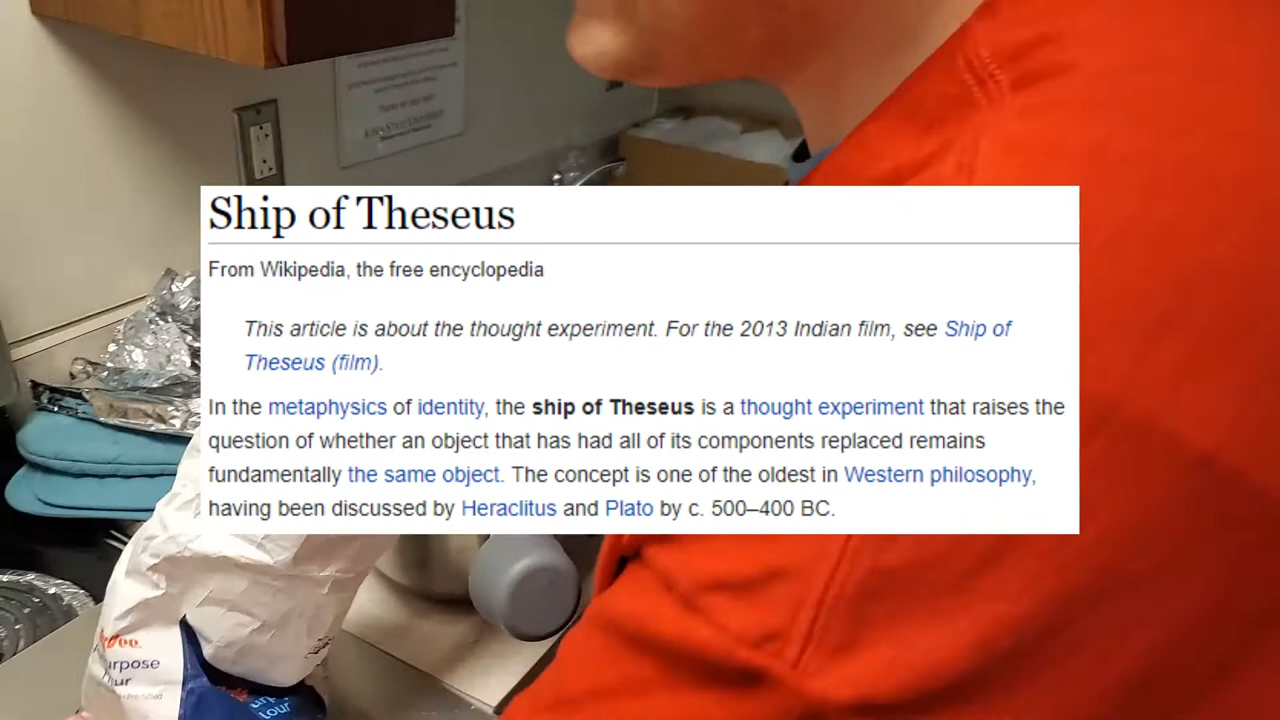 Ship of Theseus
From Wikipedia, the free encyclopedia
This article is about the thought experiment. For the 2013 Indian film, see Ship of
Theseus (film).
In the metaphysics of identity, the ship of Theseus is a thought experiment that raises the
question of whether an object that has had all of its components replaced remains
fundamentally the same object. The concept is one of the oldest in Western philosophy,
having been discussed by Heraclitus and Plato by c. 500–400 BC.
urpose
ur
lour